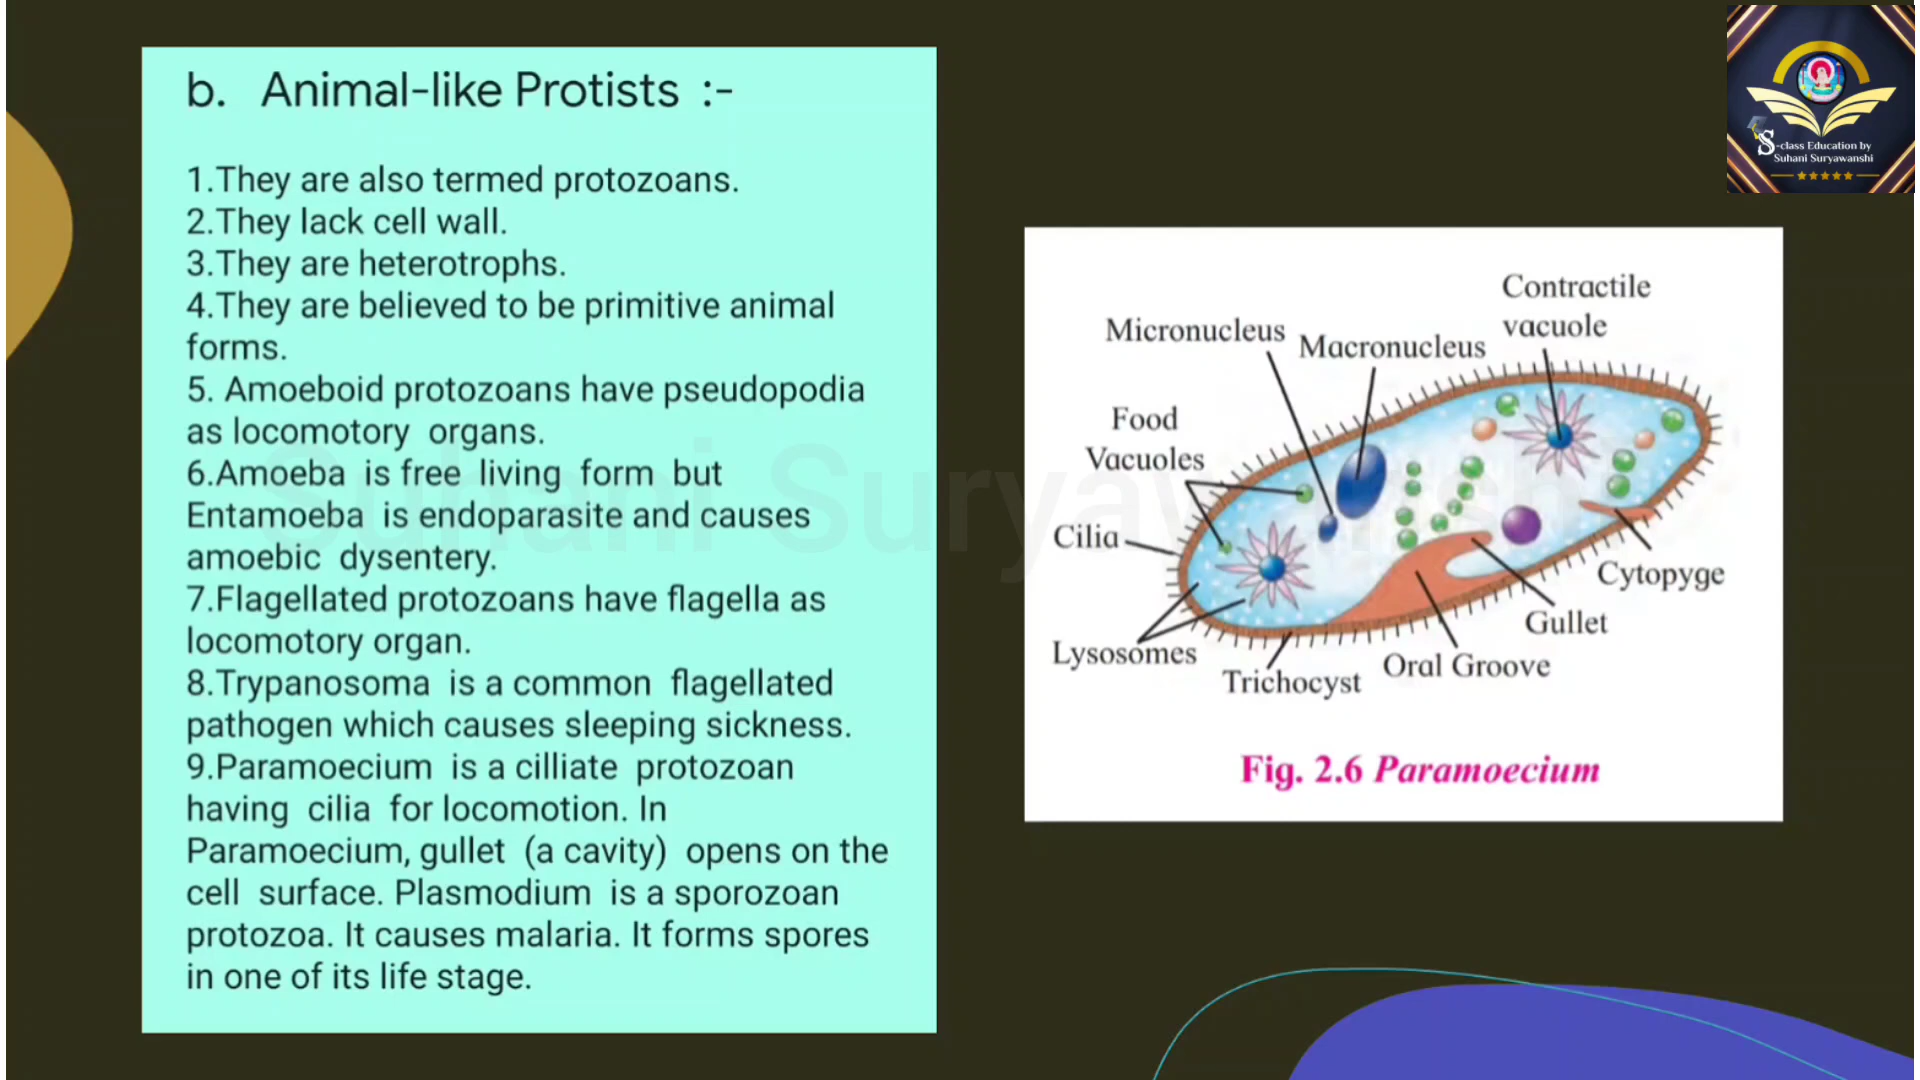 b. Animal-like Protists :-
1.They are also termed protozoans.
2.They lack cell wall.
3.They are heterotrophs.
4.They are believed to be primitive animal
forms.
5. Amoeboid protozoans have pseudopodia
as locomotory organs.
6.Amoeba is free living form but
Entamoeba is endoparasite and causes
amoebic dysentery.
7.Flagellated protozoans have flagella as
locomotory organ.
8.Trypanosoma is a common flagellated
pathogen which causes sleeping sickness.
9.Paramoecium is a cilliate protozoan
having cilia for locomotion. In
Paramoecium, gullet (a cavity) opens on the
cell surface. Plasmodium is a sporozoan
protozoa. It causes malaria. It forms spores
in one of its life stage.
Suhani Suryawanshi
S-class Education by
Suhani Suryawanshi
Contractile
vacuole
Micronucleus
Macronucleus
Food
Vacuoles
Cilia
Lysosomes
Trichocyst
Oral Groove
Gullet
Cytopyge
Fig. 2.6 Paramoecium